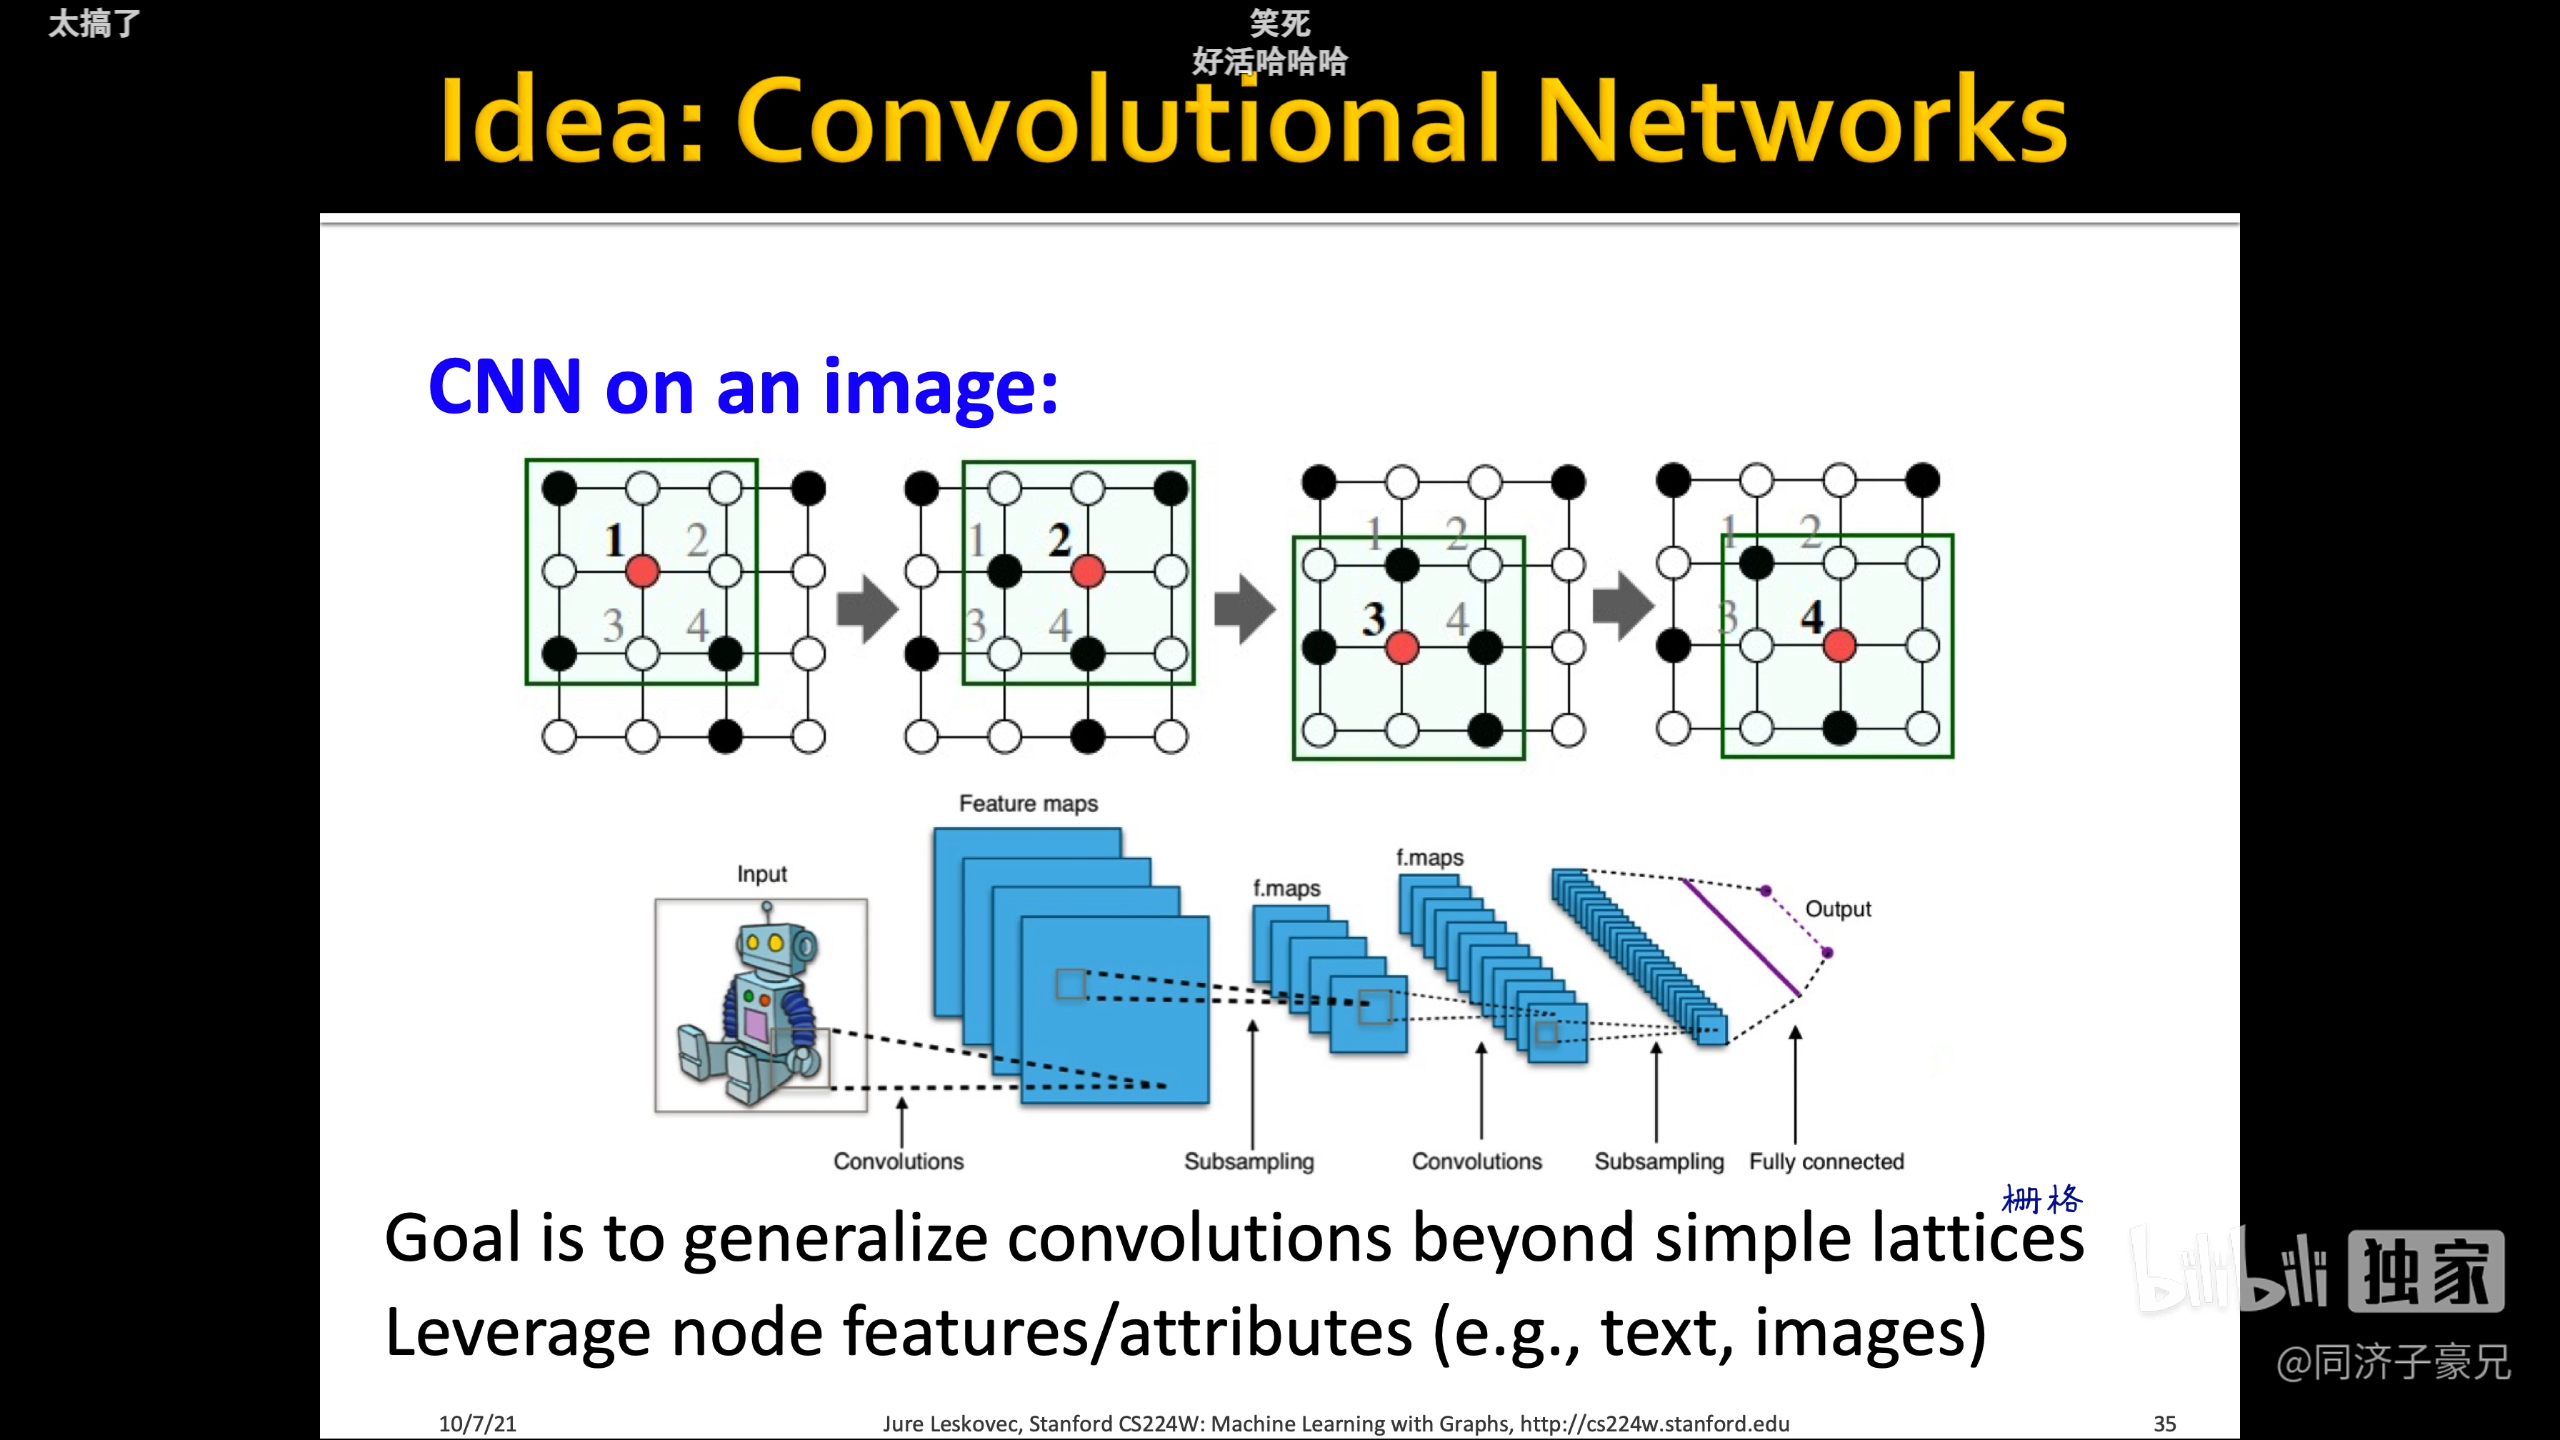 太搞了
笑死
好活哈哈哈
Idea: Convolutional Networks
CNN on an image:
1 2
3 4
1 2
3 4
1 2
3 4
1 2
3 4
Feature maps
f.maps
f.maps
Input
Output
Convolutions
Subsampling
Convolutions
Subsampling
Fully connected
栅格
Goal is to generalize convolutions beyond simple lattices
Leverage node features/attributes (e.g., text, images)
bilibili 独家
@同济子豪兄
10/7/21
Jure Leskovec, Stanford CS224W: Machine Learning with Graphs, http://cs224w.stanford.edu
35